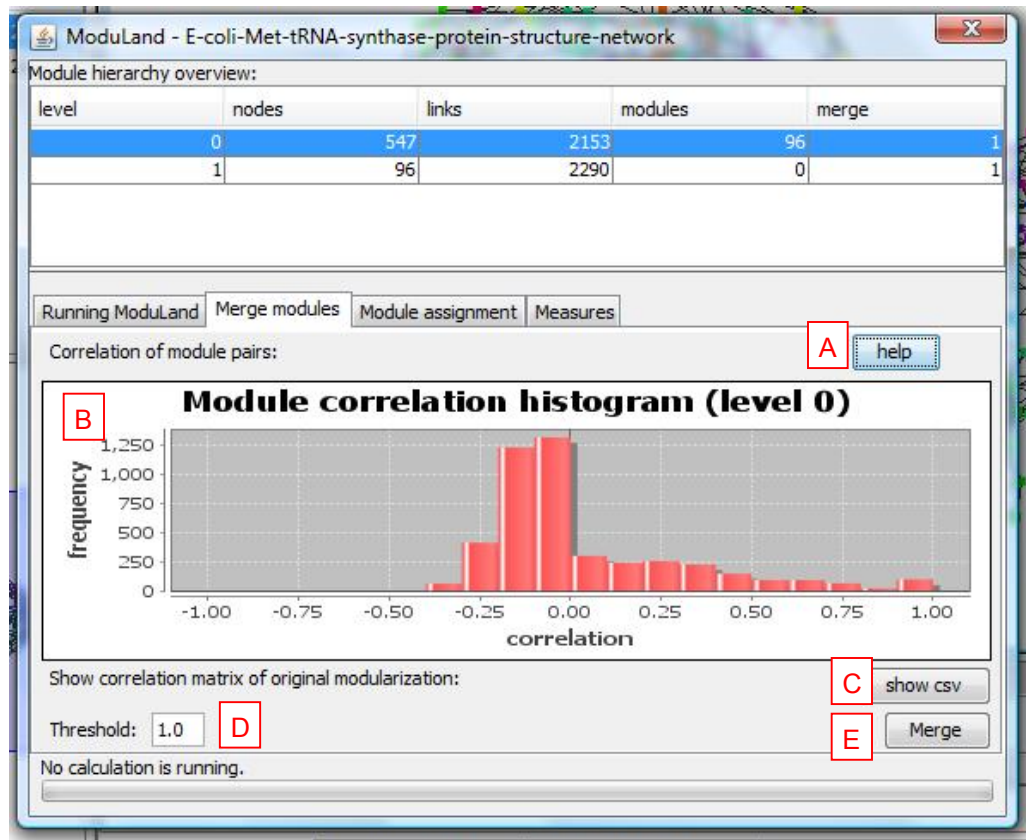 ModuLand - E-coli-Met-tRNA-synthase-protein-structure-network X
Module hierarchy overview:
level nodes links modules merge
0 547 2153 96 1
1 96 2290 0 1
Running ModuLand Merge modules Module assignment Measures
Correlation of module pairs: A help
B Module correlation histogram (level 0)
1,250
1,000
750
500
250
0
frequency
-1.00 -0.75 -0.50 -0.25 0.00 0.25 0.50 0.75 1.00
correlation
Show correlation matrix of original modularization: C show csv
Threshold: 1.0 D E Merge
No calculation is running.